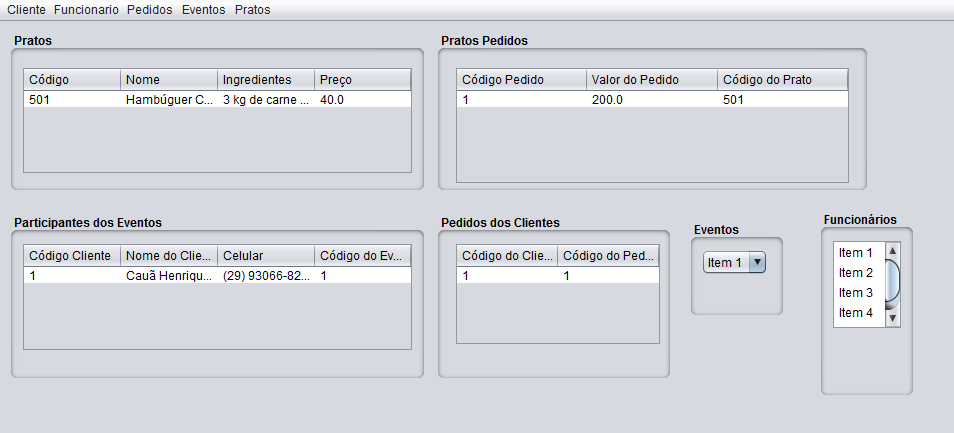 Cliente Funcionario Pedidos Eventos Pratos
Pratos
Código Nome Ingredientes Preço
501 Hambúguer C... 3 kg de carne ... 40.0
Pratos Pedidos
Código Pedido Valor do Pedido Código do Prato
1 200.0 501
Participantes dos Eventos
Código Cliente Nome do Clie... Celular Código do Ev...
1 Cauã Henriqu... (29) 93066-82... 1
Pedidos dos Clientes
Código do Clie... Código do Ped...
1 1
Eventos
Item 1
Funcionários
Item 1
Item 2
Item 3
Item 4